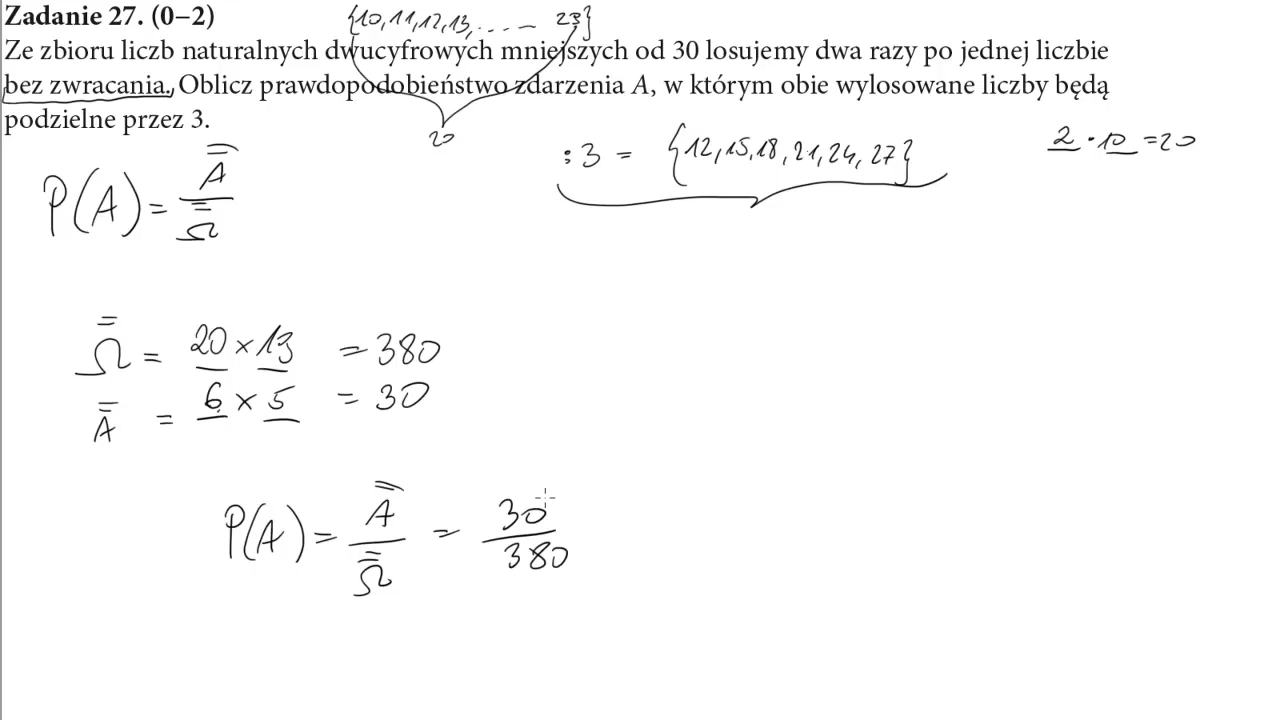 Zadanie 27. (0–2)
{10, 11, 12, 13, ..... 29}
Ze zbioru liczb naturalnych dwucyfrowych mniejszych od 30 losujemy dwa razy po jednej liczbie
bez zwracania. Oblicz prawdopodobieństwo zdarzenia A, w którym obie wylosowane liczby będą
podzielne przez 3.
20
:3 = {12, 15, 18, 21, 24, 27}
2 · 10 = 20
P(A) = A̿ / Ω̿
Ω̿ = 20 × 19 = 380
A̿ = 6 × 5 = 30
P(A) = A̿ / Ω̿ = 30 / 380